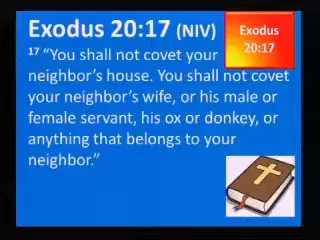 Exodus 20:17 (NIV)
Exodus
20:17
17 “You shall not covet your
neighbor’s house. You shall not covet
your neighbor’s wife, or his male or
female servant, his ox or donkey, or
anything that belongs to your
neighbor.”